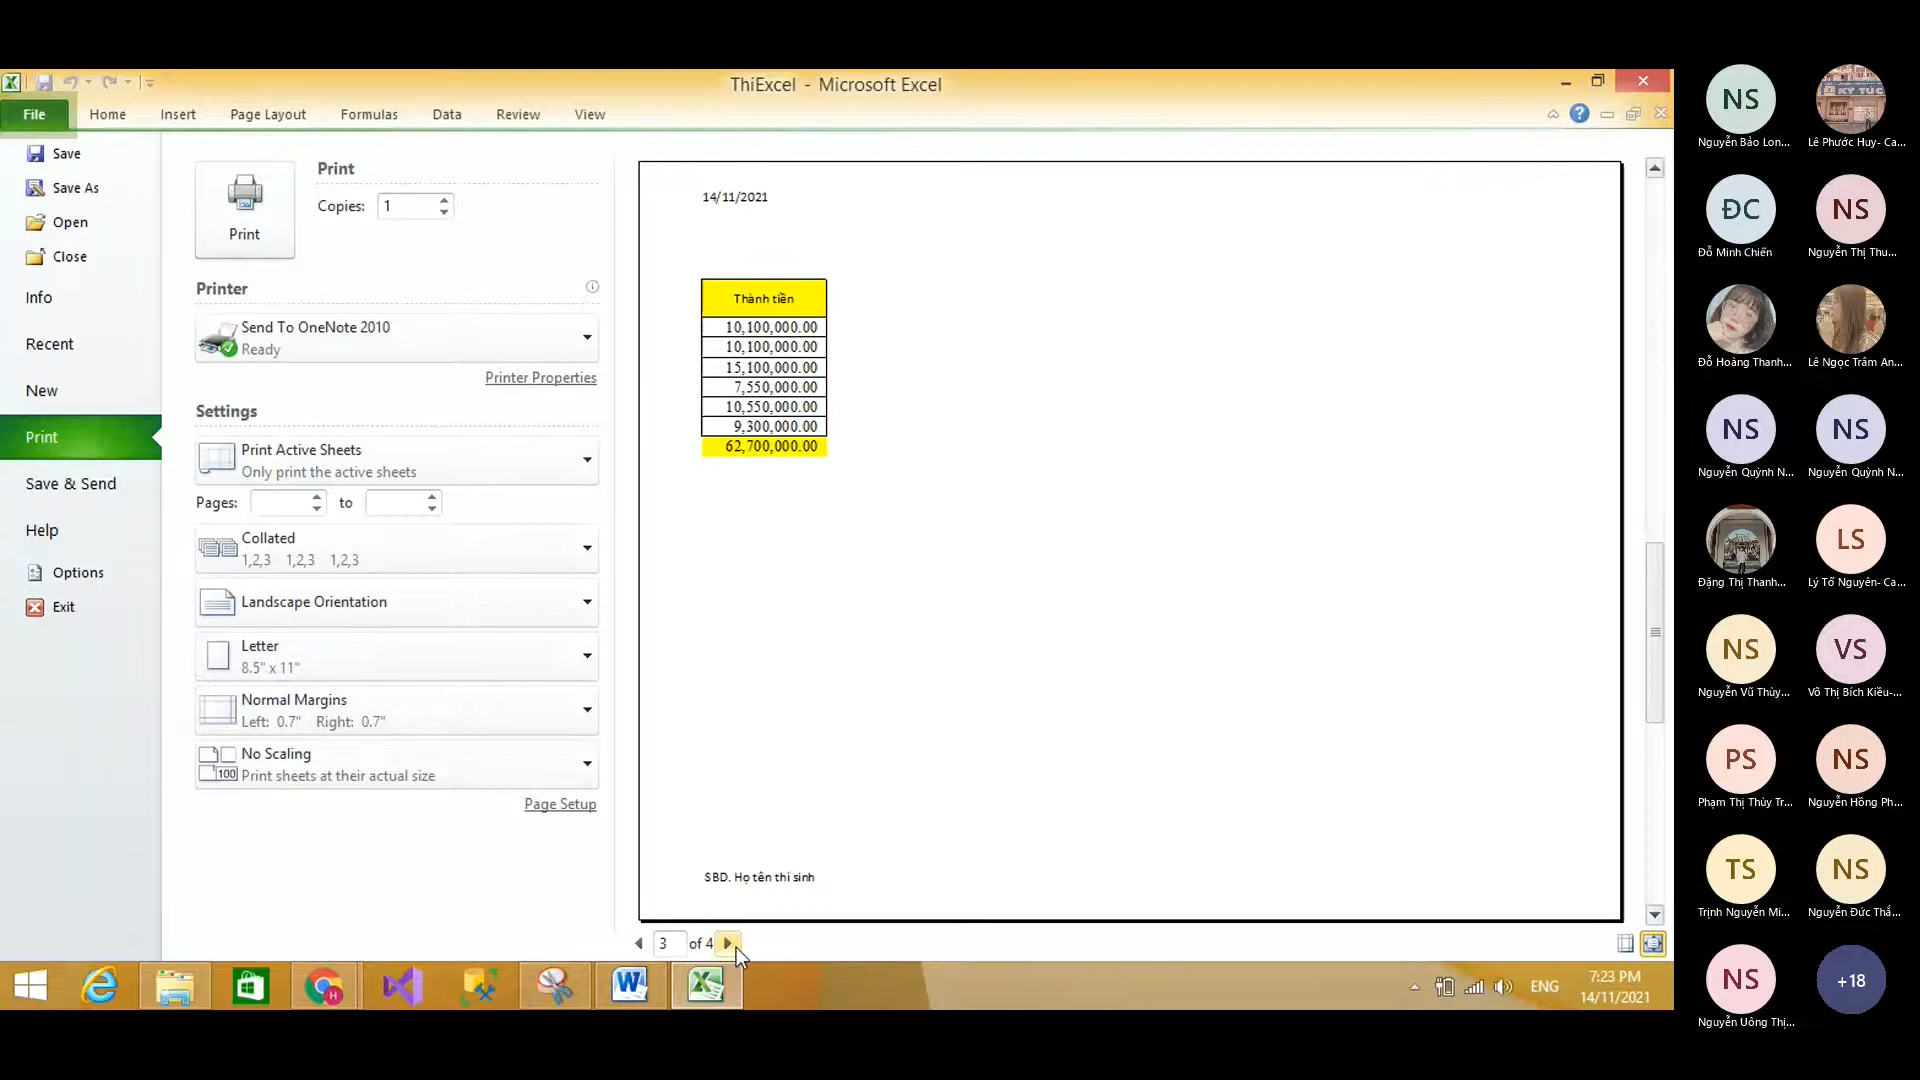 ThiExcel - Microsoft Excel
File Home Insert Page Layout Formulas Data Review View
Save
Save As
Open
Close
Info
Recent
New
Print
Save & Send
Help
Options
Exit
Print
Print
Copies: 1
Printer
Send To OneNote 2010
Ready
Printer Properties
Settings
Print Active Sheets
Only print the active sheets
Pages: to
Collated
1,2,3 1,2,3 1,2,3
Landscape Orientation
Letter
8.5" x 11"
Normal Margins
Left: 0.7" Right: 0.7"
No Scaling
100 Print sheets at their actual size
Page Setup
14/11/2021
Thành tiền
10,100,000.00
10,100,000.00
15,100,000.00
7,550,000.00
10,550,000.00
9,300,000.00
62,700,000.00
SBD. Họ tên thí sinh
3 of 4
ENG
7:23 PM
14/11/2021
NS
Nguyễn Bảo Lon...
KÝ TÚC
Lê Phước Huy- Ca...
ĐC
Đỗ Minh Chiến
NS
Nguyễn Thị Thu...
Đỗ Hoàng Thanh...
Lê Ngọc Trâm An...
NS
Nguyễn Quỳnh N...
NS
Nguyễn Quỳnh N...
Đặng Thị Thanh...
LS
Lý Tố Nguyên- Ca...
NS
Nguyễn Vũ Thùy...
VS
Võ Thị Bích Kiều-...
PS
Phạm Thị Thùy Tr...
NS
Nguyễn Hồng Ph...
TS
Trịnh Nguyễn Mi...
NS
Nguyễn Đức Thắ...
NS
Nguyễn Uông Thị...
+18